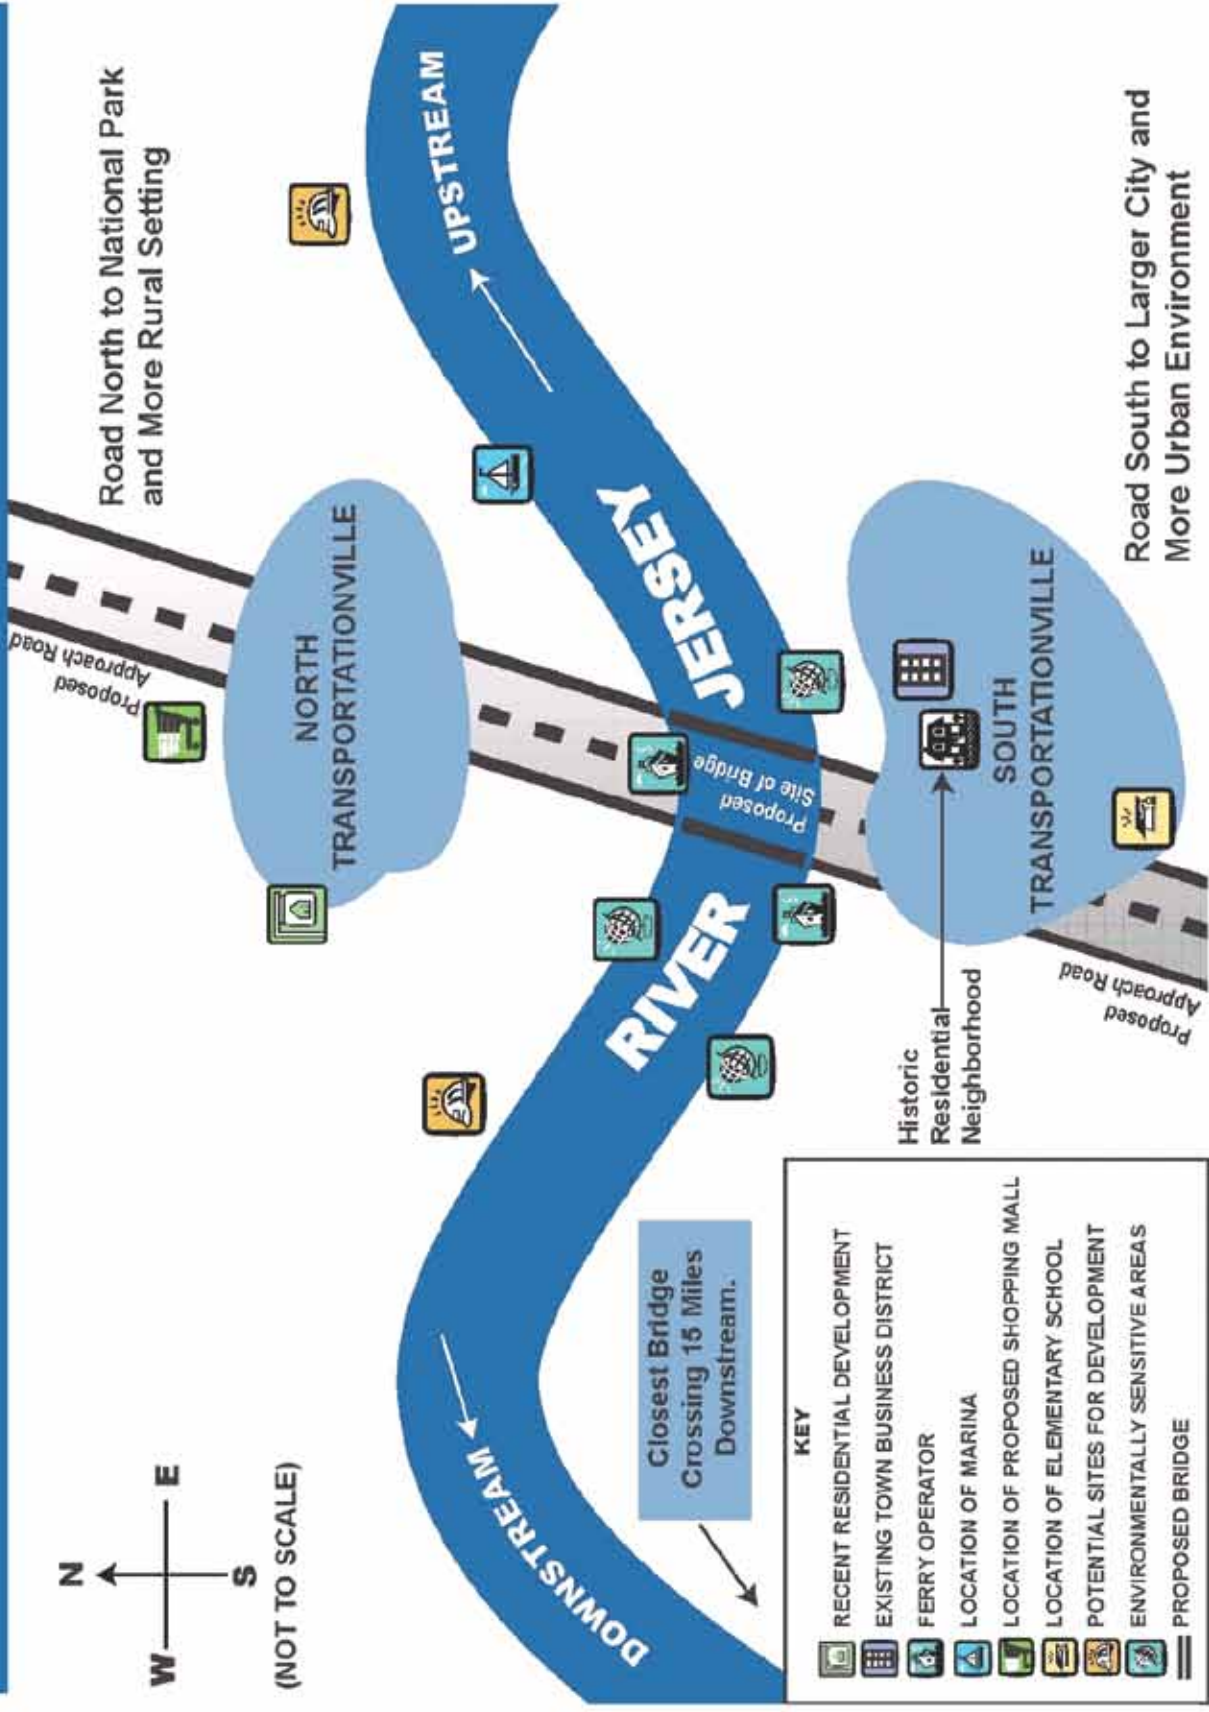 N
W
E
S
(NOT TO SCALE)
Road North to National Park
and More Rural Setting
Proposed
Approach Road
NORTH
TRANSPORTATIONVILLE
UPSTREAM
DOWNSTREAM
RIVER
JERSEY
Proposed
Site of Bridge
Closest Bridge
Crossing 15 Miles
Downstream.
Historic
Residential
Neighborhood
SOUTH
TRANSPORTATIONVILLE
Proposed
Approach Road
Road South to Larger City and
More Urban Environment
KEY
RECENT RESIDENTIAL DEVELOPMENT
EXISTING TOWN BUSINESS DISTRICT
FERRY OPERATOR
LOCATION OF MARINA
LOCATION OF PROPOSED SHOPPING MALL
LOCATION OF ELEMENTARY SCHOOL
POTENTIAL SITES FOR DEVELOPMENT
ENVIRONMENTALLY SENSITIVE AREAS
PROPOSED BRIDGE